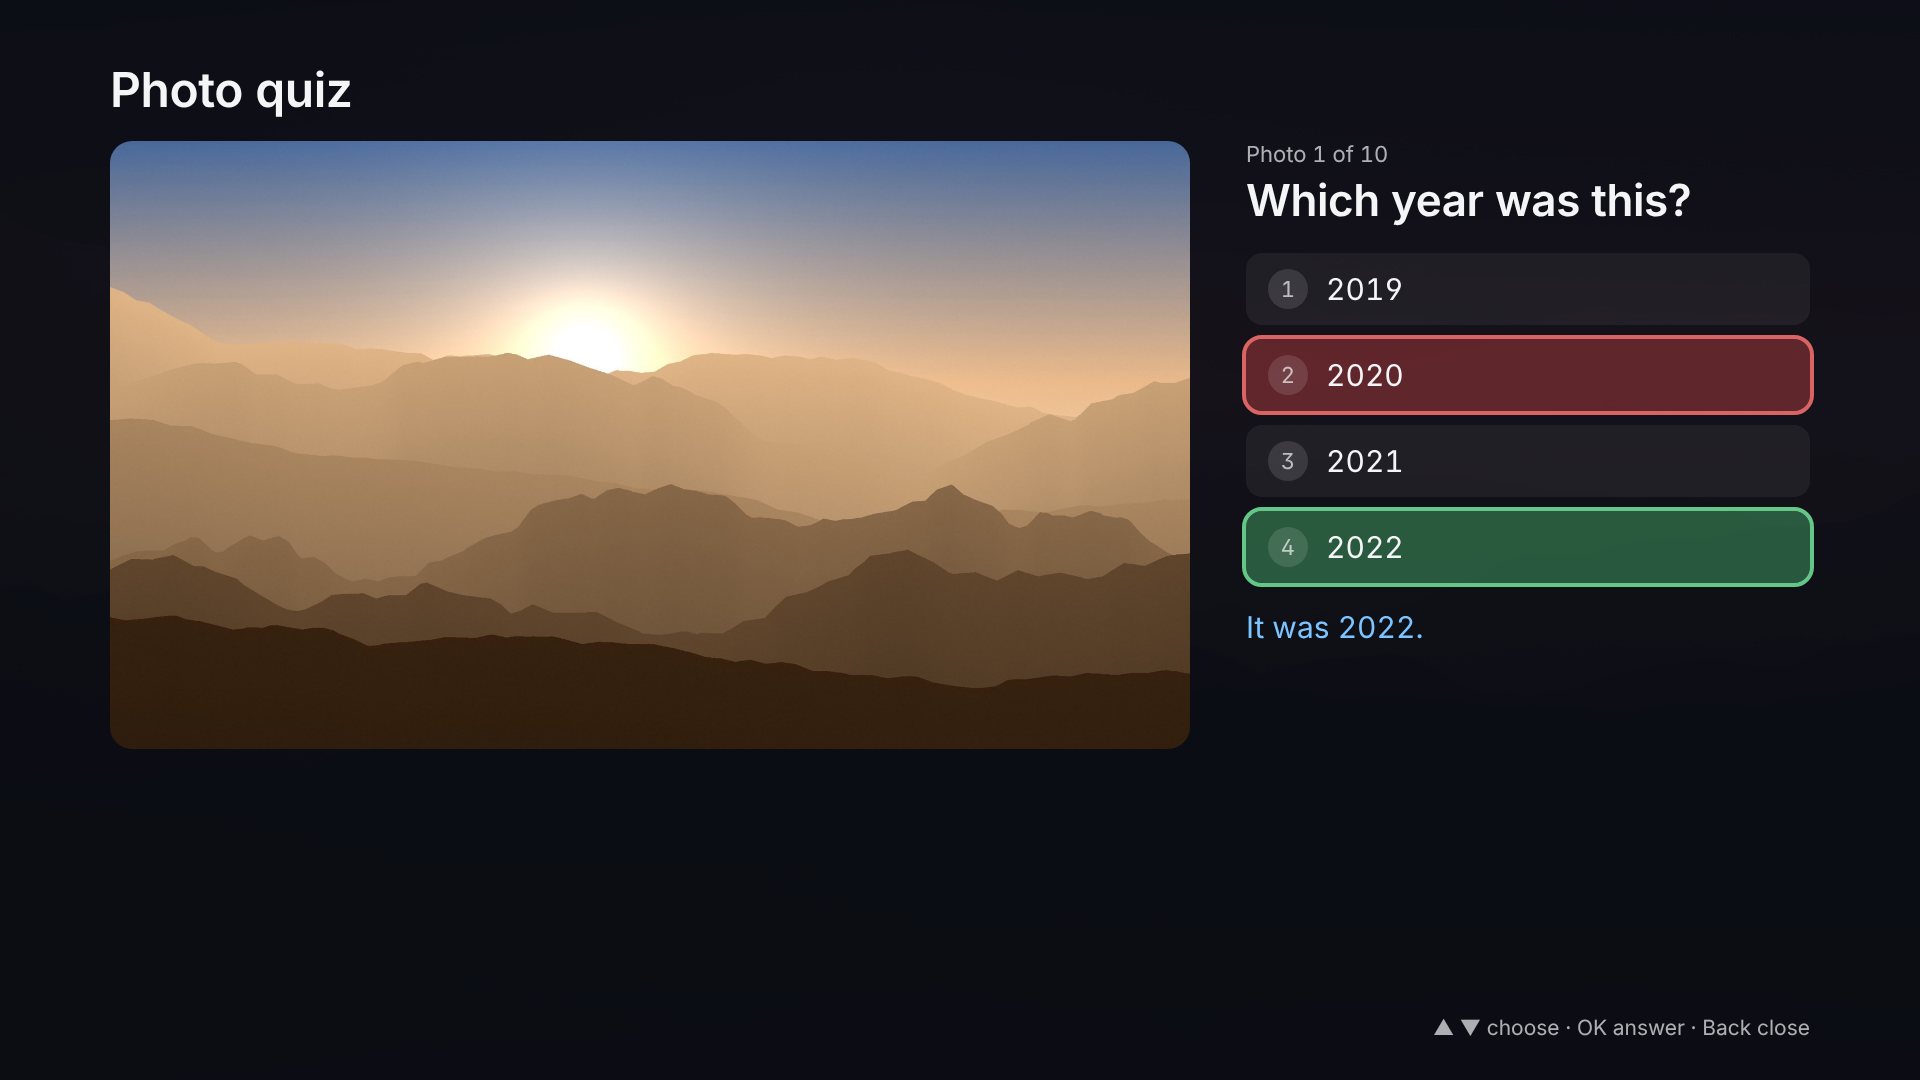 Photo quiz
Photo 1 of 10
Which year was this?
1 2019
2 2020
3 2021
4 2022
It was 2022.
▲ ▼ choose · OK answer · Back close